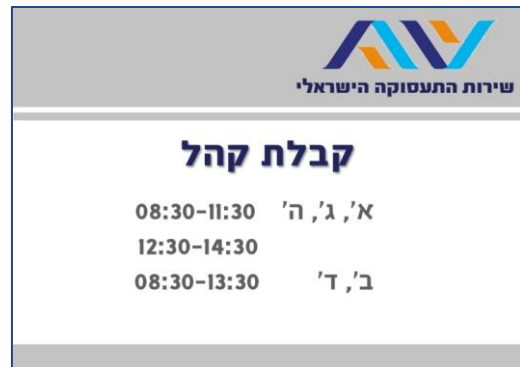 שירות התעסוקה הישראלי
קבלת קהל
א', ג', ה' 08:30-11:30
12:30-14:30
ב', ד' 08:30-13:30